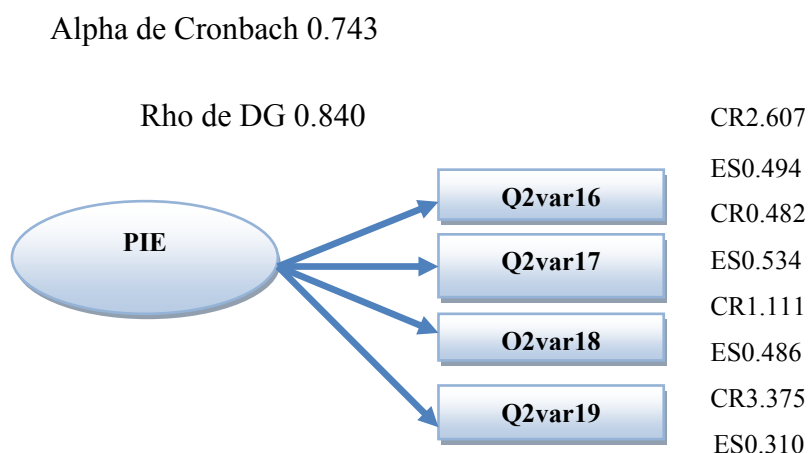 Alpha de Cronbach 0.743
Rho de DG 0.840
CR2.607
ES0.494
Q2var16
CR0.482
PIE
Q2var17
ES0.534
CR1.111
O2var18
ES0.486
CR3.375
Q2var19
ES0.310